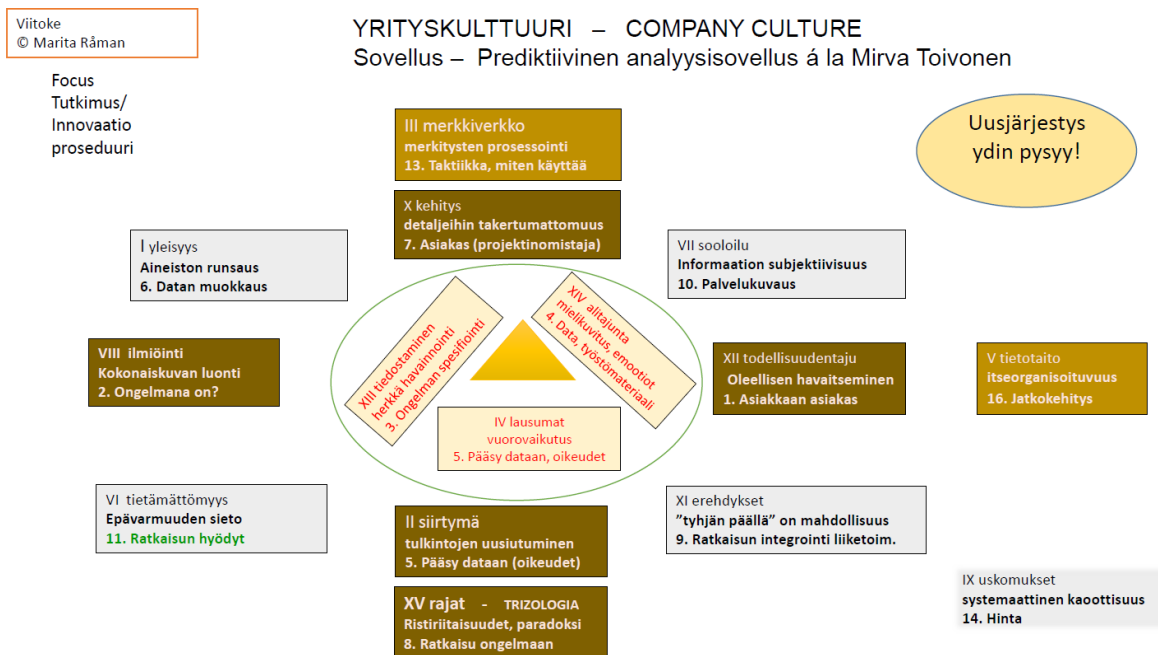 Viitoke
© Marita Råman
YRITYSKULTTUURI – COMPANY CULTURE
Sovellus – Prediktiivinen analyysisovellus á la Mirva Toivonen
Focus
Tutkimus/
Innovaatio
proseduuri
Uusjärjestys
ydin pysyy!
III merkkiverkko
merkitysten prosessointi
13. Taktiikka, miten käyttää
X kehitys
detaljeihin takertumattomuus
7. Asiakas (projektinomistaja)
I yleisyys
Aineiston runsaus
6. Datan muokkaus
VII sooloilu
Informaation subjektiivisuus
10. Palvelukuvaus
XIII tiedostaminen
herkkä havainnointi
3. Ongelman spesifiointi
XIV alitajunta
mielikuvitus, emootiot
4. Data, työstömateriaali
VIII ilmiöinti
Kokonaiskuvan luonti
2. Ongelmana on?
XII todellisuudentaju
Oleellisen havaitseminen
1. Asiakkaan asiakas
V tietotaito
itseorganisoituvuus
16. Jatkokehitys
IV lausumat
vuorovaikutus
5. Pääsy dataan, oikeudet
VI tietämättömyys
Epävarmuuden sieto
11. Ratkaisun hyödyt
XI erehdykset
”tyhjän päällä” on mahdollisuus
9. Ratkaisun integrointi liiketoim.
II siirtymä
tulkintojen uusiutuminen
5. Pääsy dataan (oikeudet)
IX uskomukset
systemaattinen kaoottisuus
14. Hinta
XV rajat - TRIZOLOGIA
Ristiriitaisuudet, paradoksi
8. Ratkaisu ongelmaan